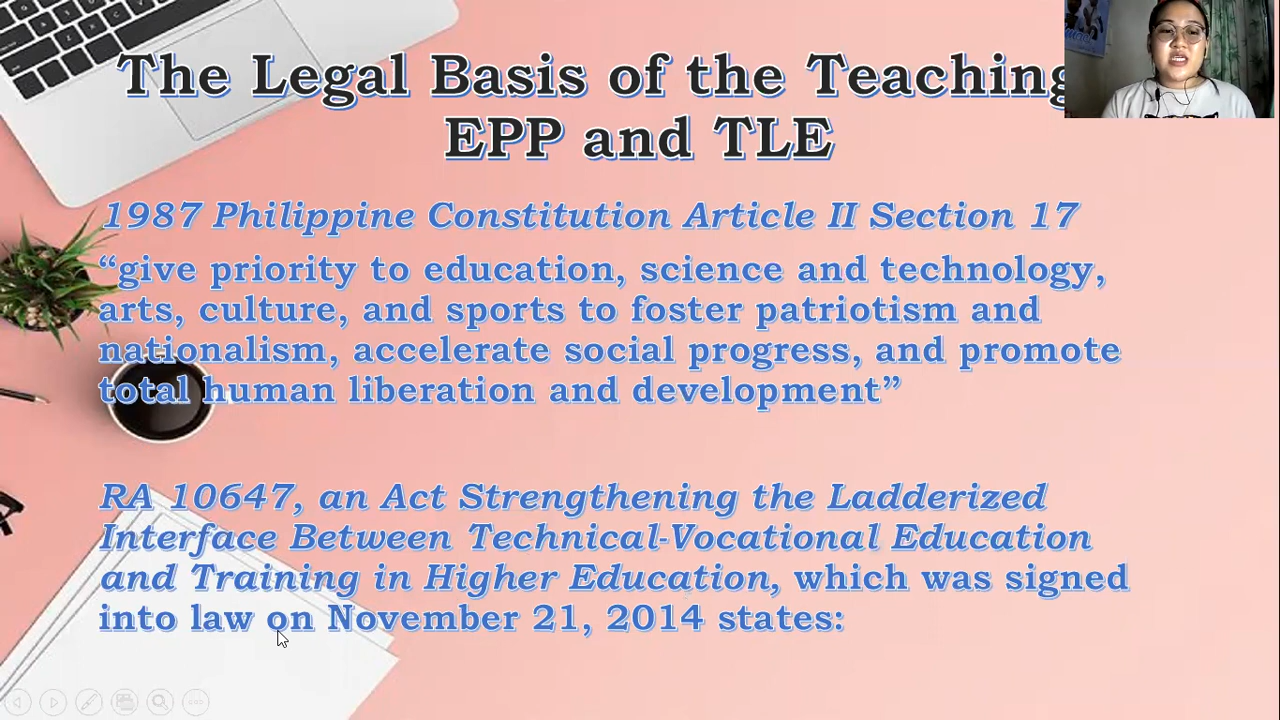 The Legal Basis of the Teaching
EPP and TLE
1987 Philippine Constitution Article II Section 17
“give priority to education, science and technology,
arts, culture, and sports to foster patriotism and
nationalism, accelerate social progress, and promote
total human liberation and development”
RA 10647, an Act Strengthening the Ladderized
Interface Between Technical-Vocational Education
and Training in Higher Education, which was signed
into law on November 21, 2014 states: